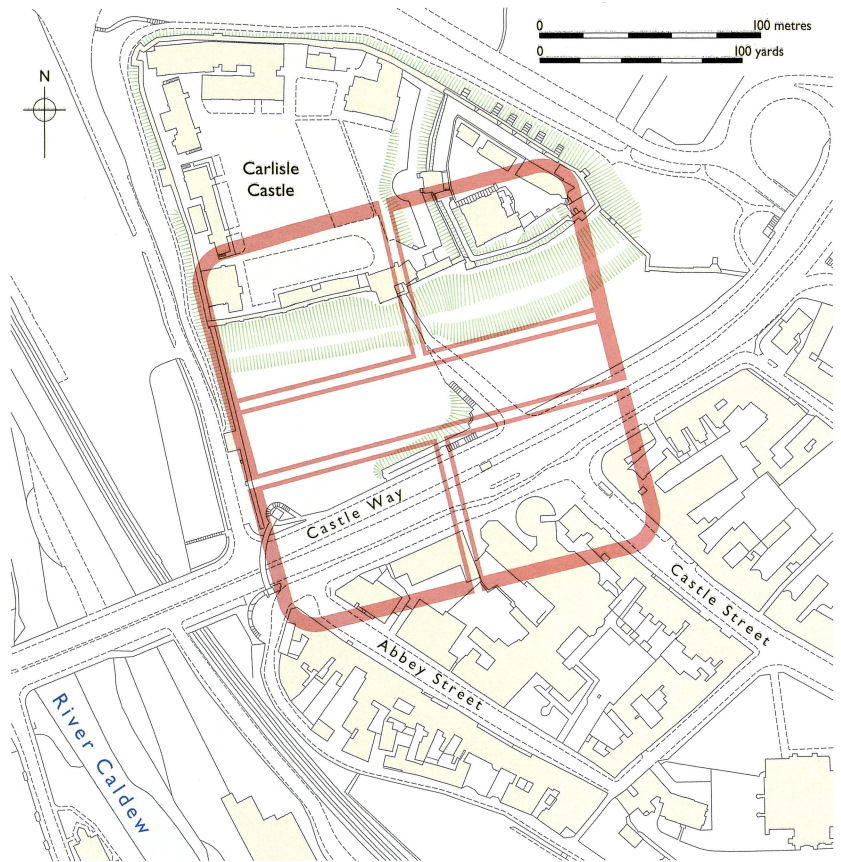 0 100 metres
0 100 yards
N
Carlisle
Castle
Castle Way
Castle Street
Abbey Street
River Caldew